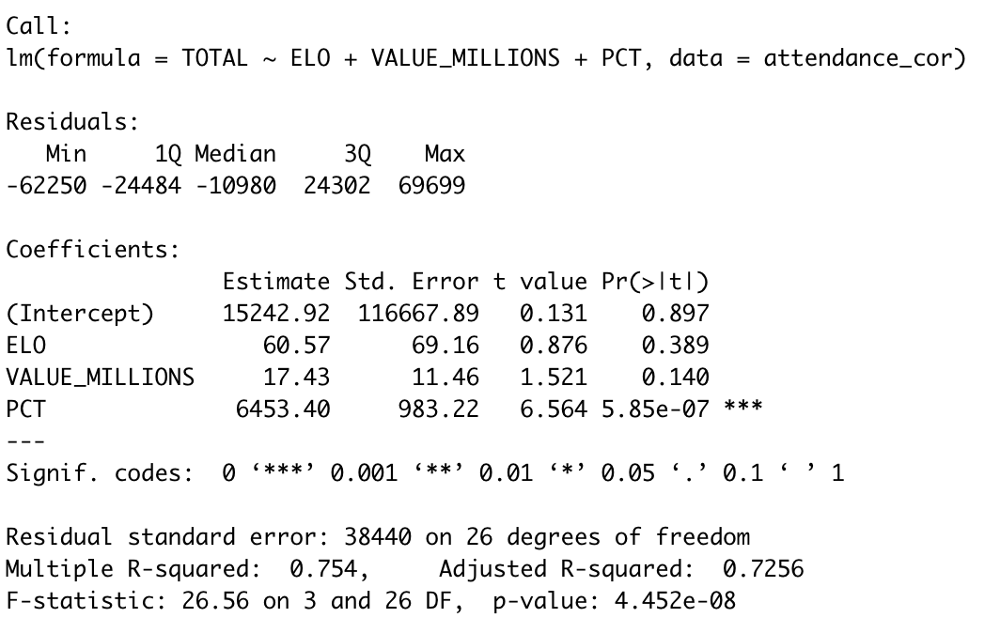 Call:
lm(formula = TOTAL ~ ELO + VALUE_MILLIONS + PCT, data = attendance_cor)
Residuals:
   Min     1Q Median     3Q    Max
-62250 -24484 -10980  24302  69699
Coefficients:
                Estimate Std. Error t value Pr(>|t|)
(Intercept)     15242.92  116667.89   0.131    0.897
ELO                60.57      69.16   0.876    0.389
VALUE_MILLIONS     17.43      11.46   1.521    0.140
PCT              6453.40     983.22   6.564 5.85e-07 ***
---
Signif. codes:  0 ‘***’ 0.001 ‘**’ 0.01 ‘*’ 0.05 ‘.’ 0.1 ‘ ’ 1
Residual standard error: 38440 on 26 degrees of freedom
Multiple R-squared:  0.754,	Adjusted R-squared:  0.7256
F-statistic: 26.56 on 3 and 26 DF,  p-value: 4.452e-08